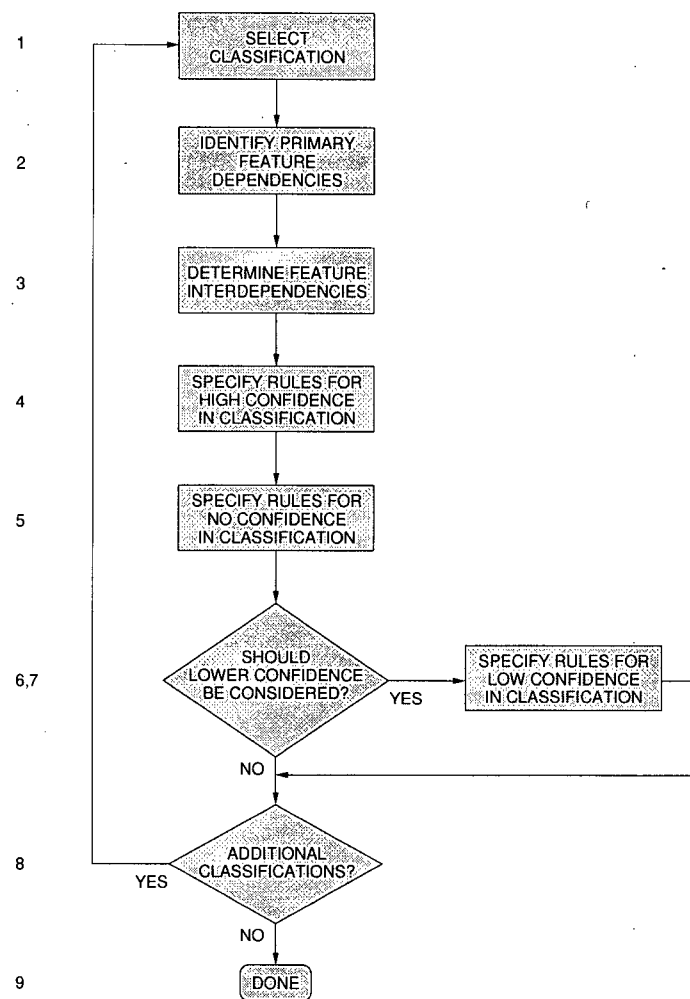 1
SELECT
CLASSIFICATION
2
IDENTIFY PRIMARY
FEATURE
DEPENDENCIES
3
DETERMINE FEATURE
INTERDEPENDENCIES
4
SPECIFY RULES FOR
HIGH CONFIDENCE
IN CLASSIFICATION
5
SPECIFY RULES FOR
NO CONFIDENCE
IN CLASSIFICATION
6,7
SHOULD
LOWER CONFIDENCE
BE CONSIDERED?
YES
SPECIFY RULES FOR
LOW CONFIDENCE
IN CLASSIFICATION
NO
8
ADDITIONAL
CLASSIFICATIONS?
YES
NO
9
DONE